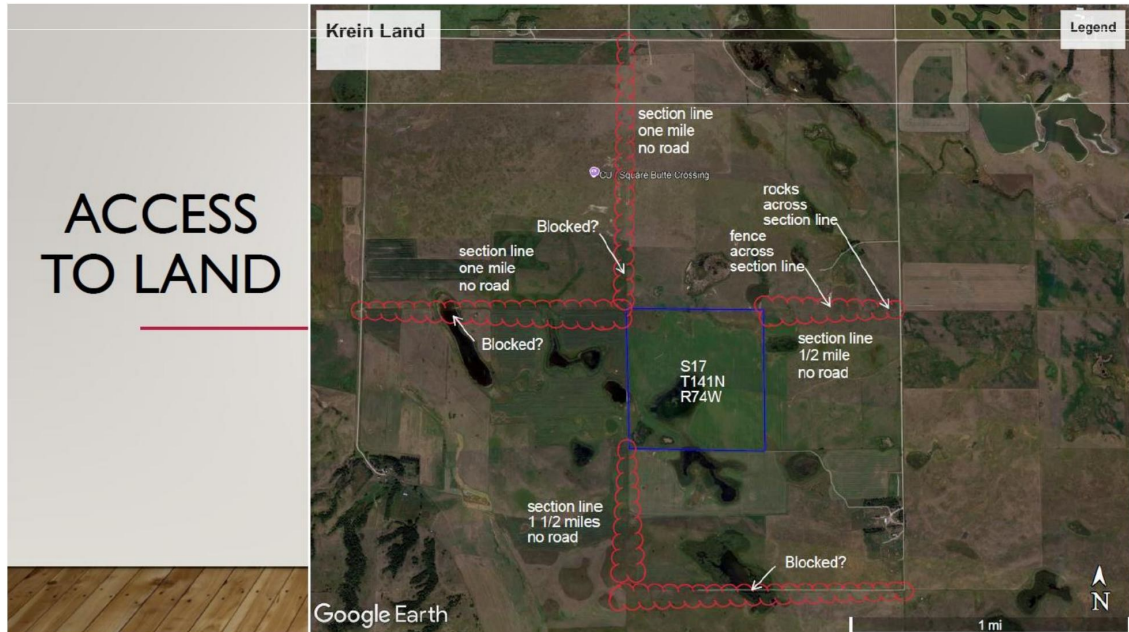 ACCESS
TO LAND
Krein Land
Legend
section line
one mile
no road
Square Butte Crossing
rocks
across
section line
Blocked?
fence
across
section line
section line
one mile
no road
Blocked?
section line
1/2 mile
no road
S17
T141N
R74W
section line
1 1/2 miles
no road
Blocked?
Google Earth
N
1 mi